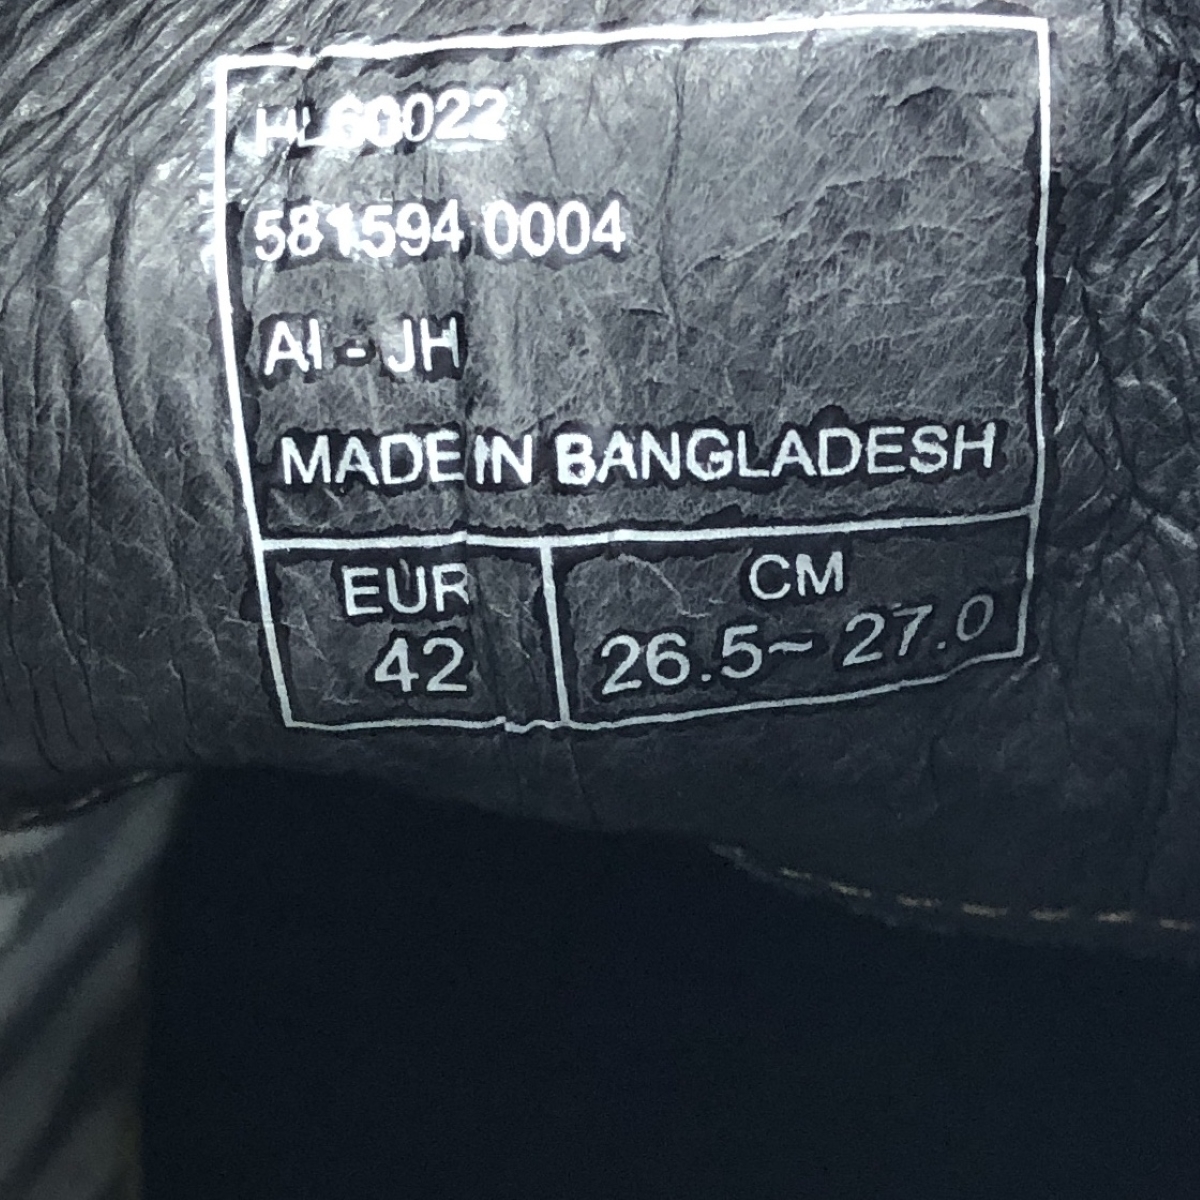 HL60022
581594 0004
AI - JH
MADE IN BANGLADESH
EUR
42
CM
26.5~ 27.0